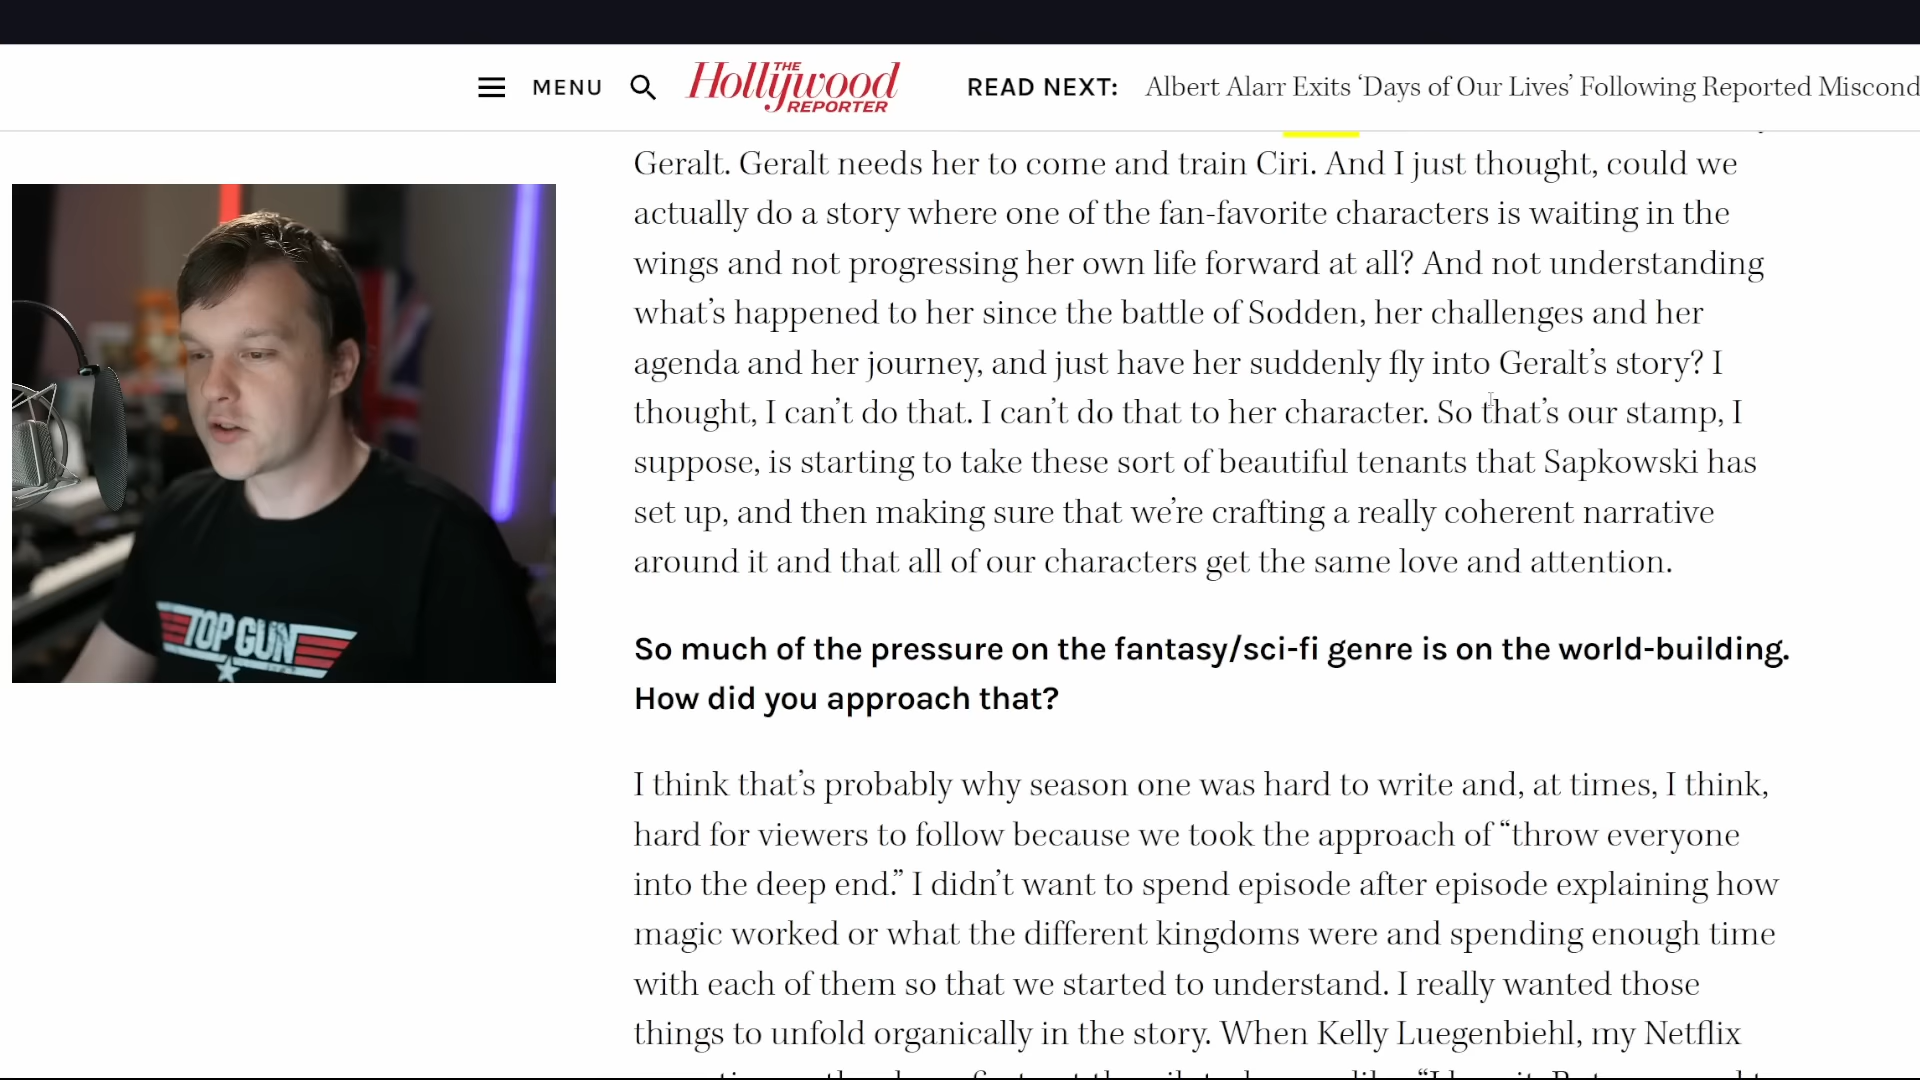 MENU
THE
Hollywood
REPORTER
READ NEXT: Albert Alarr Exits ‘Days of Our Lives’ Following Reported Miscond
Geralt. Geralt needs her to come and train Ciri. And I just thought, could we
actually do a story where one of the fan-favorite characters is waiting in the
wings and not progressing her own life forward at all? And not understanding
what’s happened to her since the battle of Sodden, her challenges and her
agenda and her journey, and just have her suddenly fly into Geralt’s story? I
thought, I can’t do that. I can’t do that to her character. So that’s our stamp, I
suppose, is starting to take these sort of beautiful tenants that Sapkowski has
set up, and then making sure that we’re crafting a really coherent narrative
around it and that all of our characters get the same love and attention.
TOP GUN
So much of the pressure on the fantasy/sci-fi genre is on the world-building.
How did you approach that?
I think that’s probably why season one was hard to write and, at times, I think,
hard for viewers to follow because we took the approach of “throw everyone
into the deep end.” I didn’t want to spend episode after episode explaining how
magic worked or what the different kingdoms were and spending enough time
with each of them so that we started to understand. I really wanted those
things to unfold organically in the story. When Kelly Luegenbiehl, my Netflix